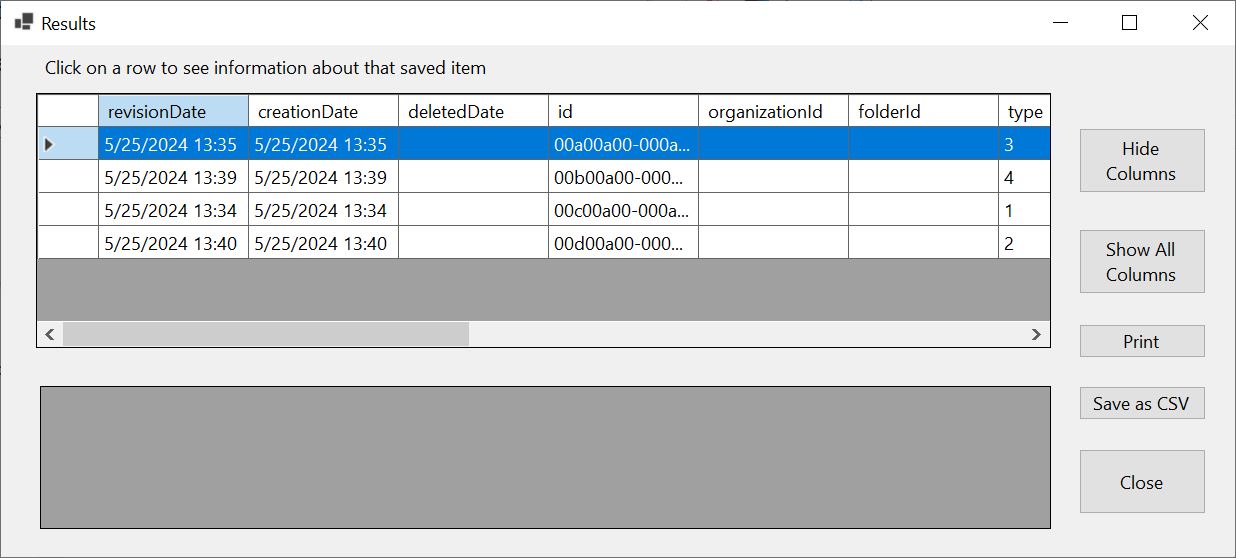 Results
Click on a row to see information about that saved item
revisionDate creationDate deletedDate id organizationId folderId type
5/25/2024 13:35 5/25/2024 13:35 00a00a00-000a... 3
5/25/2024 13:39 5/25/2024 13:39 00b00a00-000... 4
5/25/2024 13:34 5/25/2024 13:34 00c00a00-000a... 1
5/25/2024 13:40 5/25/2024 13:40 00d00a00-000... 2
Hide
Columns
Show All
Columns
Print
Save as CSV
Close